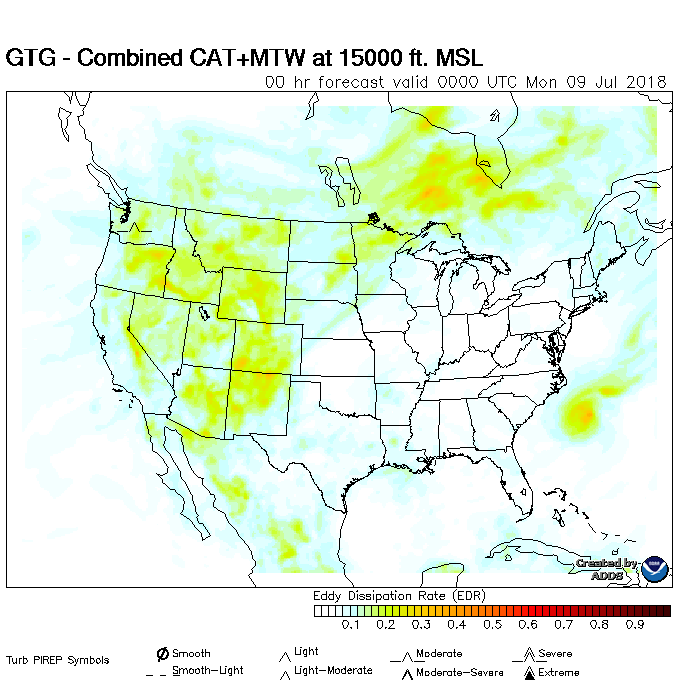 GTG - Combined CAT+MTW at 15000 ft. MSL
00 hr forecast valid 0000 UTC Mon 09 Jul 2018
Created by
ADDS
Eddy Dissipation Rate (EDR)
0.1 0.2 0.3 0.4 0.5 0.6 0.7 0.8 0.9
Turb PIREP Symbols
Smooth Light Moderate Severe
Smooth-Light Light-Moderate Moderate-Severe Extreme